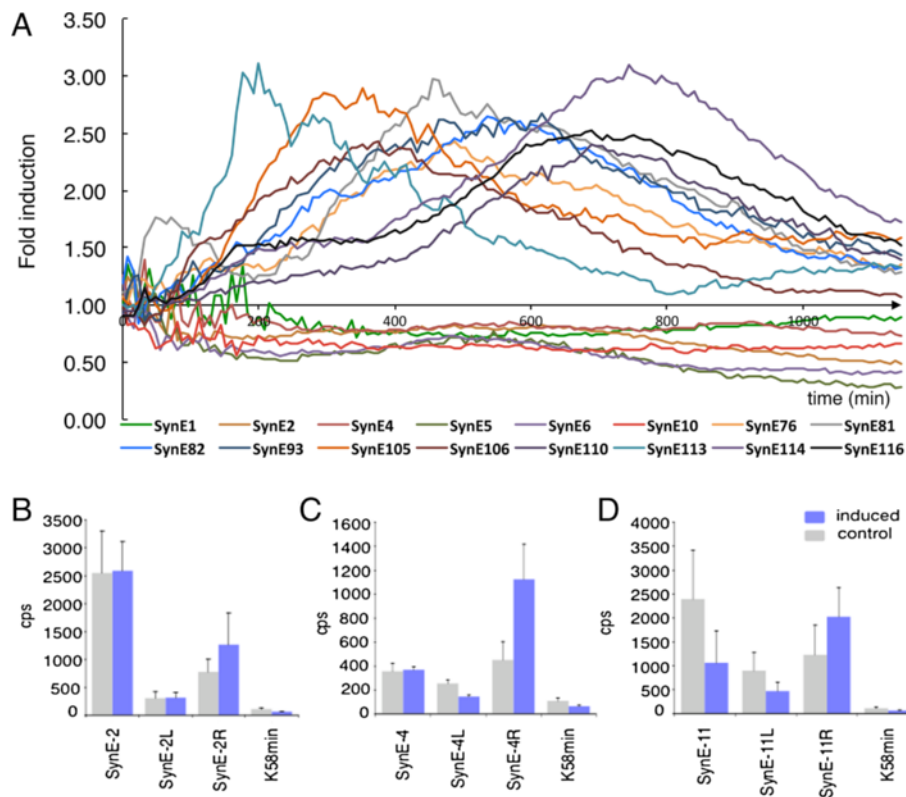 A
Fold induction
3.50
3.00
2.50
2.00
1.50
1.00
0.50
0.00
0
200
400
600
800
1000
time (min)
SynE1 SynE2 SynE4 SynE5 SynE6 SynE10 SynE76 SynE81
SynE82 SynE93 SynE105 SynE106 SynE110 SynE113 SynE114 SynE116
B
cps
3500
3000
2500
2000
1500
1000
500
0
SynE-2
SynE-2L
SynE-2R
K58min
C
cps
1600
1400
1200
1000
800
600
400
200
0
SynE-4
SynE-4L
SynE-4R
K58min
D
cps
4000
3500
3000
2500
2000
1500
1000
500
0
SynE-11
SynE-11L
SynE-11R
K58min
induced
control